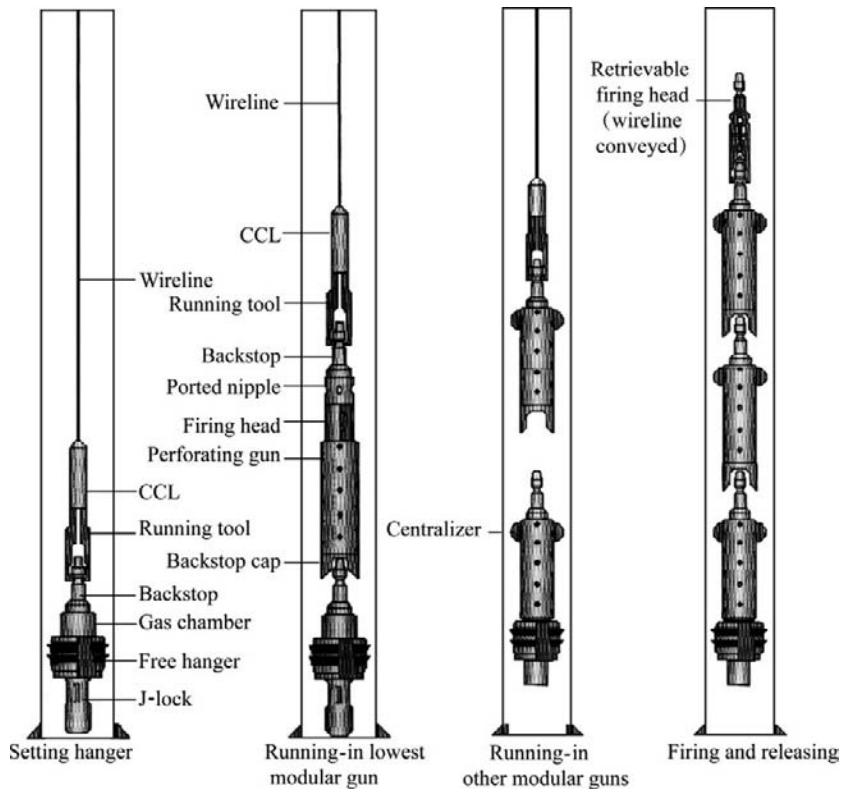 Wireline
CCL
Running tool
Backstop
Gas chamber
Free hanger
J-lock
Setting hanger
Wireline
CCL
Running tool
Backstop
Ported nipple
Firing head
Perforating gun
Backstop cap
Running-in lowest
modular gun
Centralizer
Running-in
other modular guns
Retrievable
firing head
(wireline
conveyed)
Firing and releasing